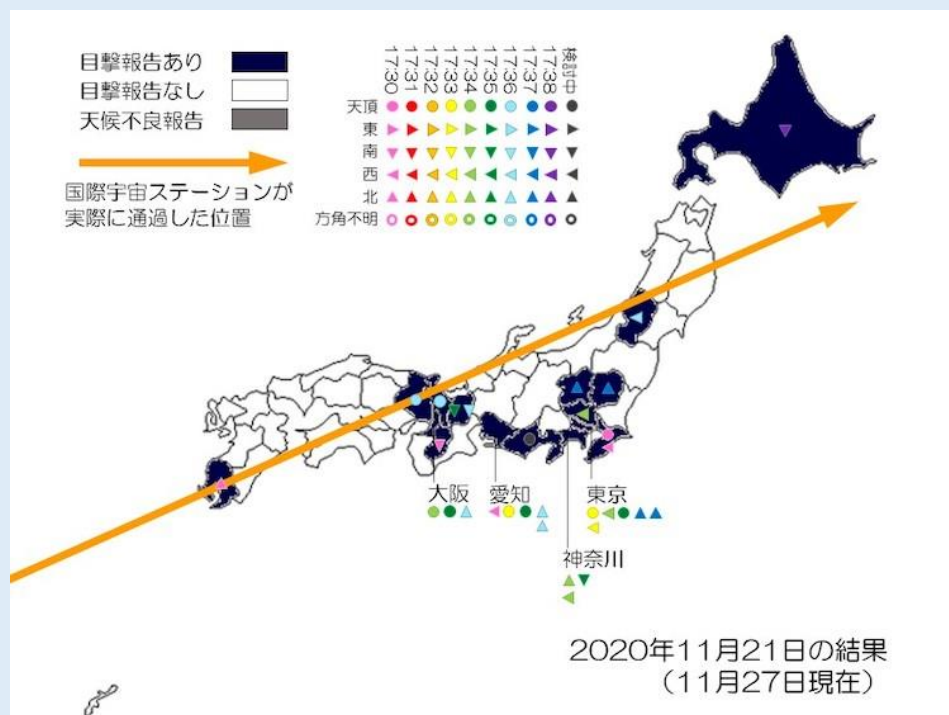 目撃報告あり
目撃報告なし
天候不良報告
国際宇宙ステーションが
実際に通過した位置
17:30
17:31
17:32
17:33
17:34
17:35
17:36
17:37
17:38
検討中
天頂
東
南
西
北
方角不明
大阪
愛知
東京
神奈川
2020年11月21日の結果
（11月27日現在）